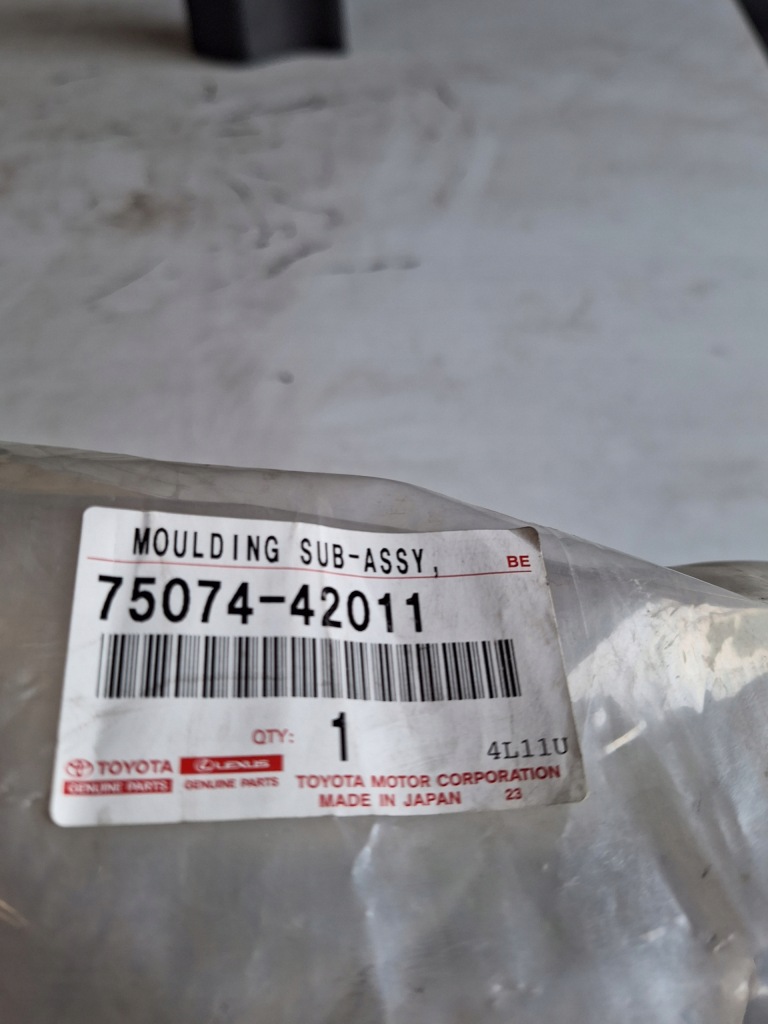 MOULDING SUB-ASSY,
BE
75074-42011
QTY: 1
4L11U
TOYOTA
GENUINE PARTS
LEXUS
GENUINE PARTS
TOYOTA MOTOR CORPORATION
MADE IN JAPAN 23